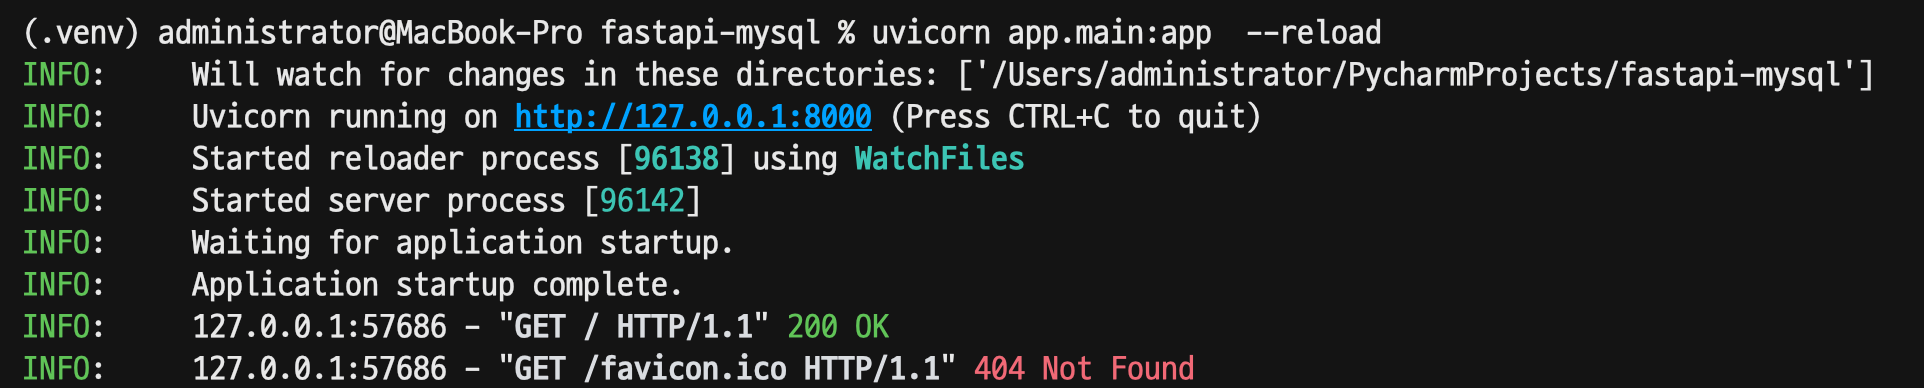 (.venv) administrator@MacBook-Pro fastapi-mysql % uvicorn app.main:app  --reload
INFO:     Will watch for changes in these directories: ['/Users/administrator/PycharmProjects/fastapi-mysql']
INFO:     Uvicorn running on http://127.0.0.1:8000 (Press CTRL+C to quit)
INFO:     Started reloader process [96138] using WatchFiles
INFO:     Started server process [96142]
INFO:     Waiting for application startup.
INFO:     Application startup complete.
INFO:     127.0.0.1:57686 - "GET / HTTP/1.1" 200 OK
INFO:     127.0.0.1:57686 - "GET /favicon.ico HTTP/1.1" 404 Not Found